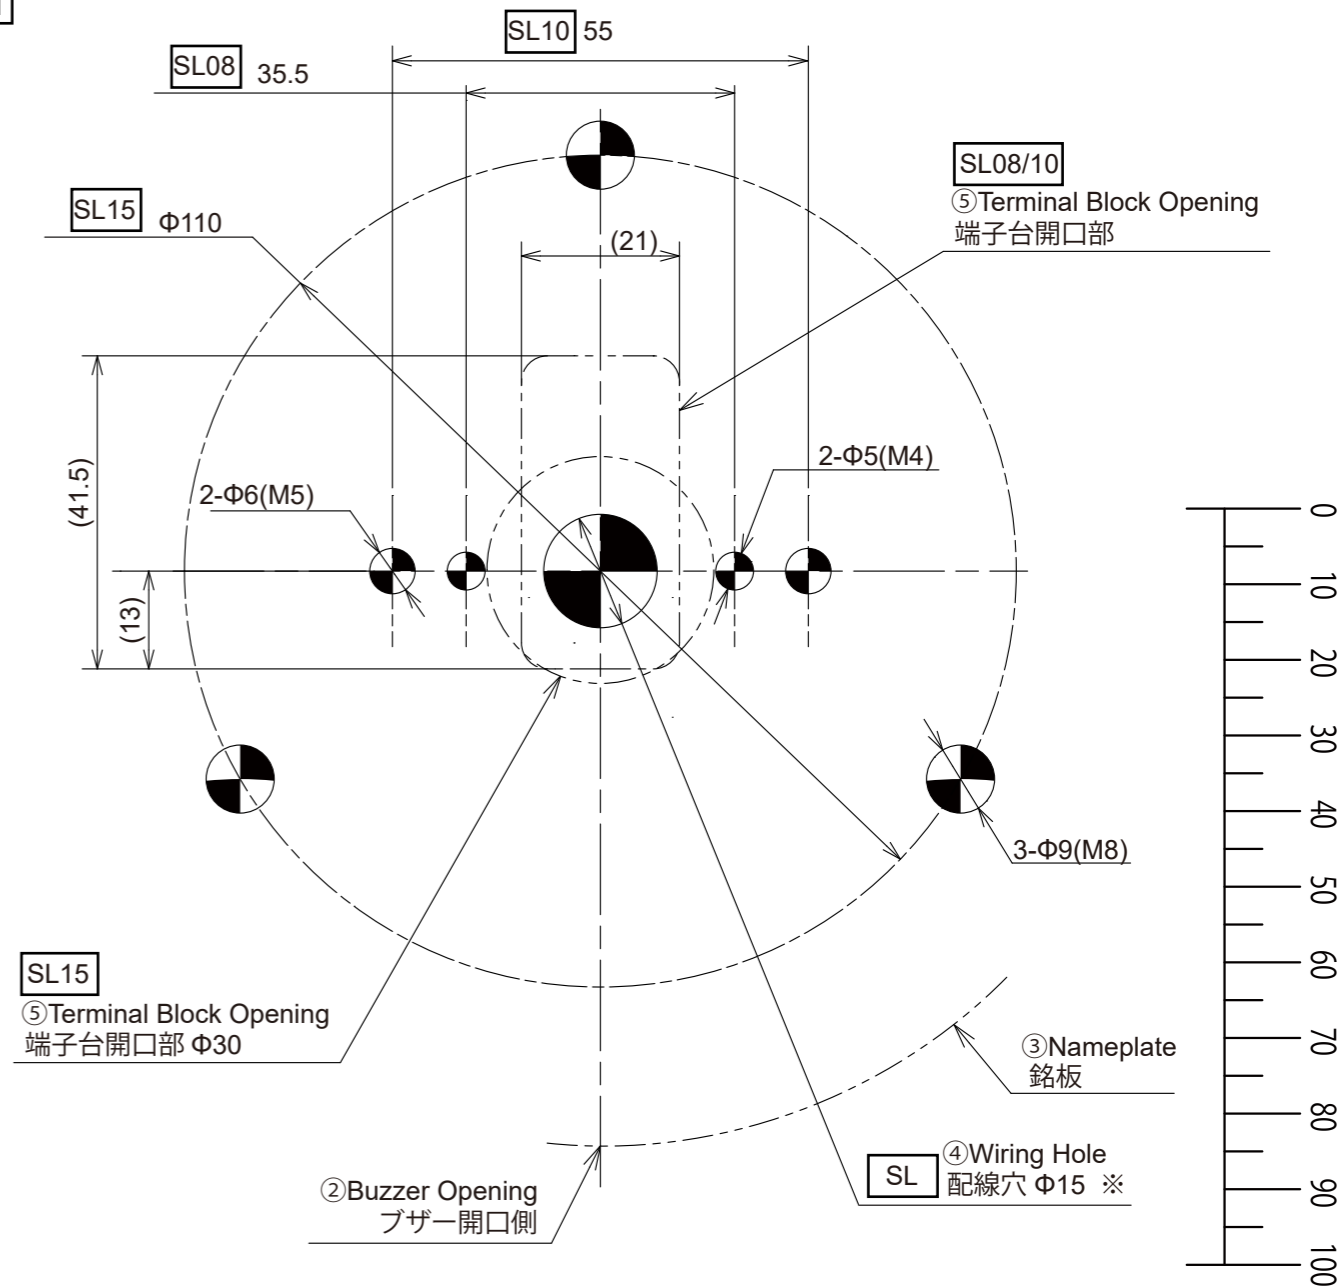 SL10 55
SL08 35.5
SL08/10
⑤Terminal Block Opening
端子台開口部
SL15 Φ110
(21)
(41.5)
2-Φ5(M4)
2-Φ6(M5)
(13)
3-Φ9(M8)
SL15
⑤Terminal Block Opening
端子台開口部 Φ30
③Nameplate
銘板
SL ④Wiring Hole
配線穴 Φ15 ※
②Buzzer Opening
ブザー開口側
0
10
20
30
40
50
60
70
80
90
100